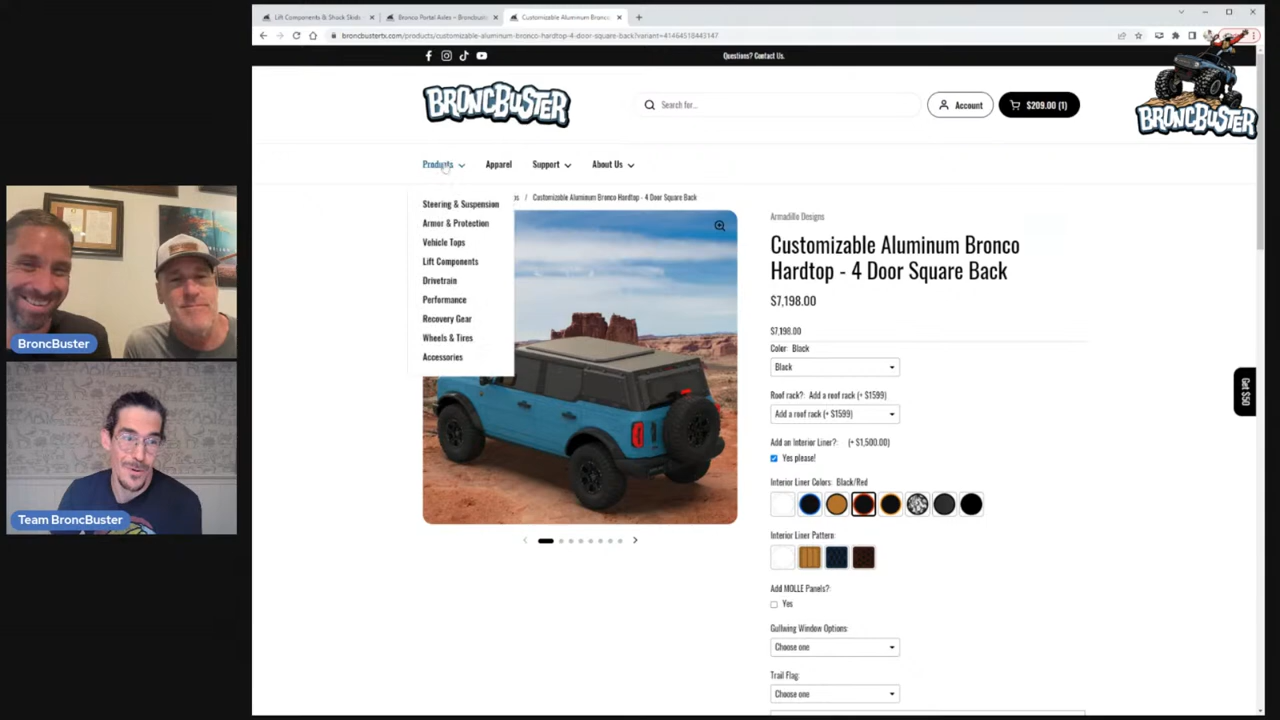 Lift Components & Shock Skids
Bronco Portal Axles – Broncbust
Customizable Aluminum Bronco
broncbustertx.com/products/customizable-aluminum-bronco-hardtop-4-door-square-back?variant=41464518443147
Questions? Contact Us.
BRONCBUSTER
Search for...
Account
$209.00 (1)
BRONCBUSTER
Products
Apparel
Support
About Us
Steering & Suspension
Armor & Protection
Vehicle Tops
Lift Components
Drivetrain
Performance
Recovery Gear
Wheels & Tires
Accessories
/ Customizable Aluminum Bronco Hardtop - 4 Door Square Back
Armadillo Designs
Customizable Aluminum Bronco
Hardtop - 4 Door Square Back
$7,198.00
$7,198.00
Color: Black
Black
Roof rack?: Add a roof rack (+ $1599)
Add a roof rack (+ $1599)
Add an Interior Liner?: (+ $1,500.00)
Yes please!
Interior Liner Colors: Black/Red
Interior Liner Pattern:
Add MOLLE Panels?:
Yes
Gullwing Window Options:
Choose one
Trail Flag:
Choose one
Get $50
BroncBuster
Team BroncBuster